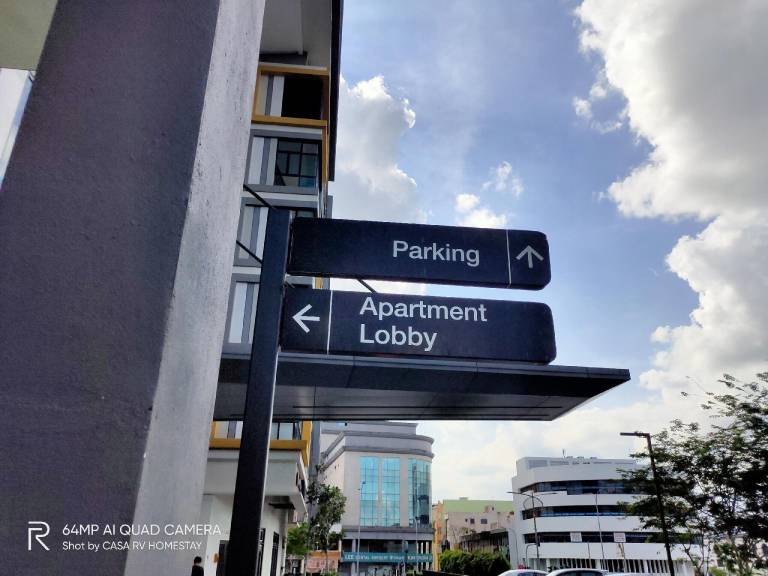 Parking ↑
← Apartment
Lobby
R 64MP AI QUAD CAMERA
Shot by CASA RV HOMESTAY